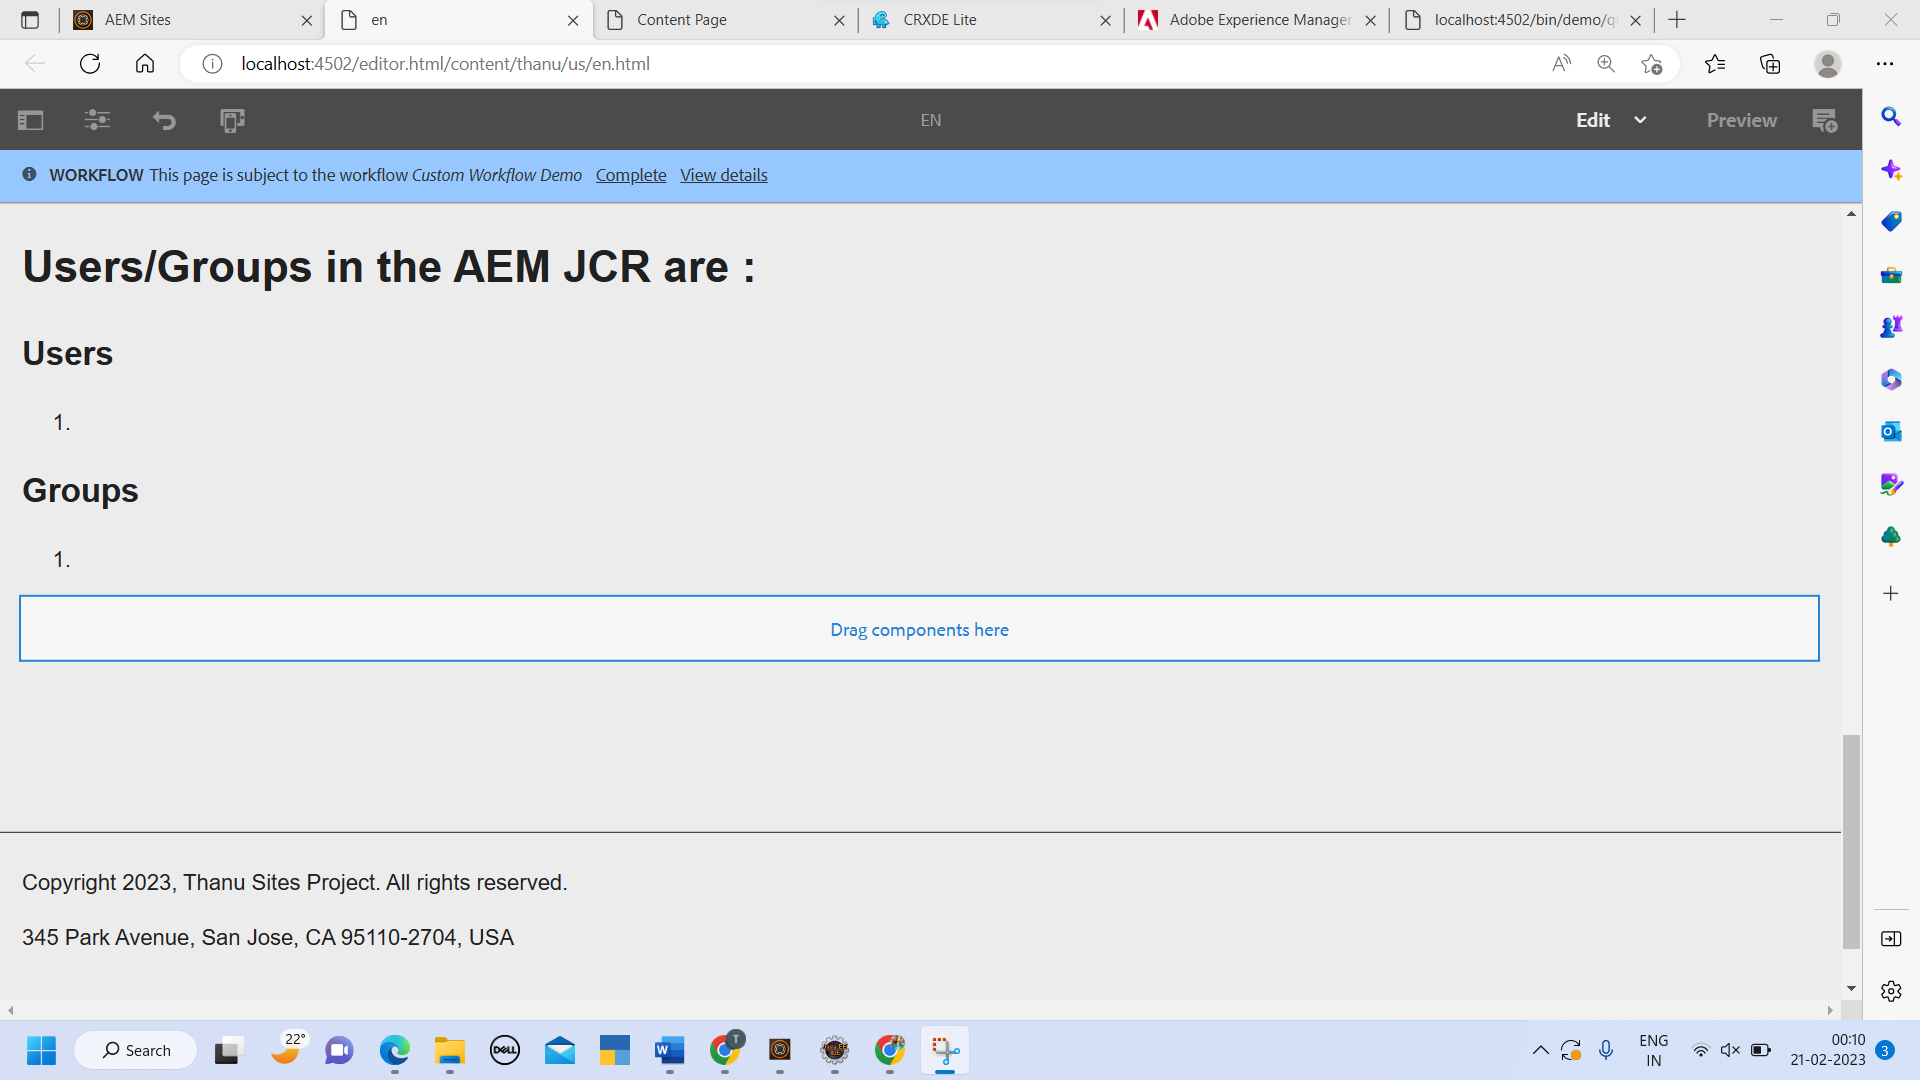 AEM Sites
en
Content Page
CRXDE Lite
Adobe Experience Manager
localhost:4502/bin/demo/q
localhost:4502/editor.html/content/thanu/us/en.html
EN
Edit
Preview
WORKFLOW This page is subject to the workflow Custom Workflow Demo Complete View details
Users/Groups in the AEM JCR are :
Users
1.
Groups
1.
Drag components here
Copyright 2023, Thanu Sites Project. All rights reserved.
345 Park Avenue, San Jose, CA 95110-2704, USA
Search
22°
DELL
T
ENG
IN
00:10
21-02-2023
3